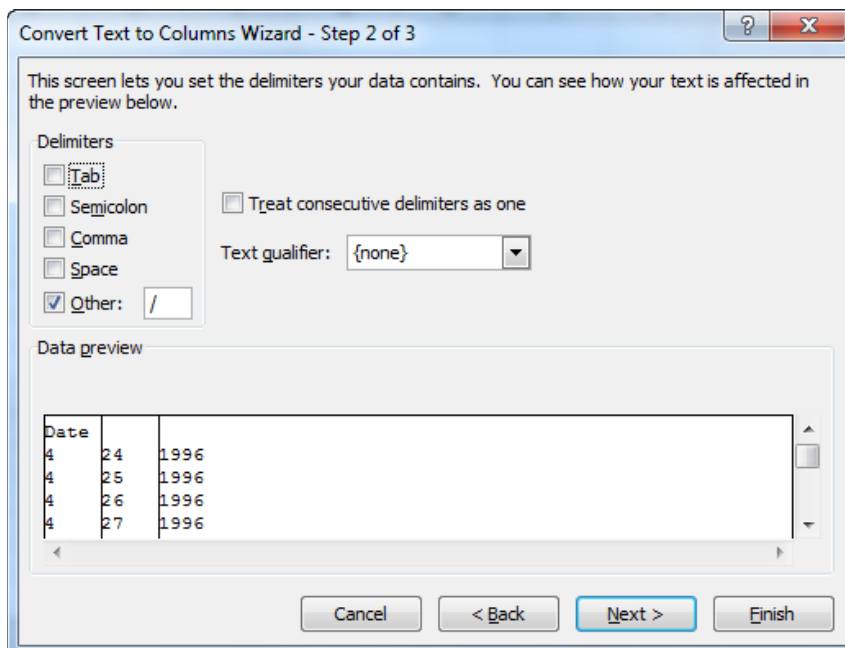 Convert Text to Columns Wizard - Step 2 of 3
?
X
This screen lets you set the delimiters your data contains. You can see how your text is affected in
the preview below.
Delimiters
Tab
Semicolon
Comma
Space
Other: /
Treat consecutive delimiters as one
Text qualifier: {none}
Data preview
Date
4 24 1996
4 25 1996
4 26 1996
4 27 1996
Cancel < Back Next > Finish